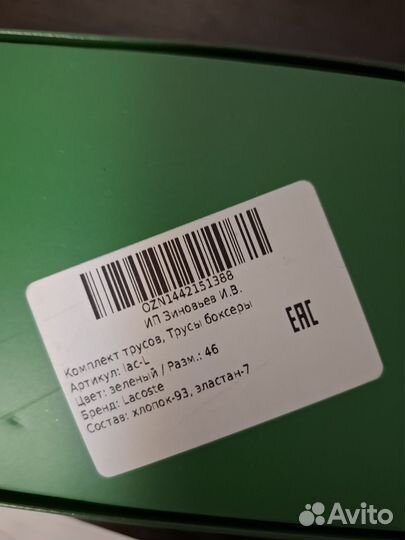 OZN1442151388
ИП Зиновьев И.В.
Комплект трусов, Трусы боксеры
Артикул: lac-L
Цвет: зеленый / Разм.: 46
Бренд: Lacoste
Состав: хлопок-93, эластан-7
EAC
Avito